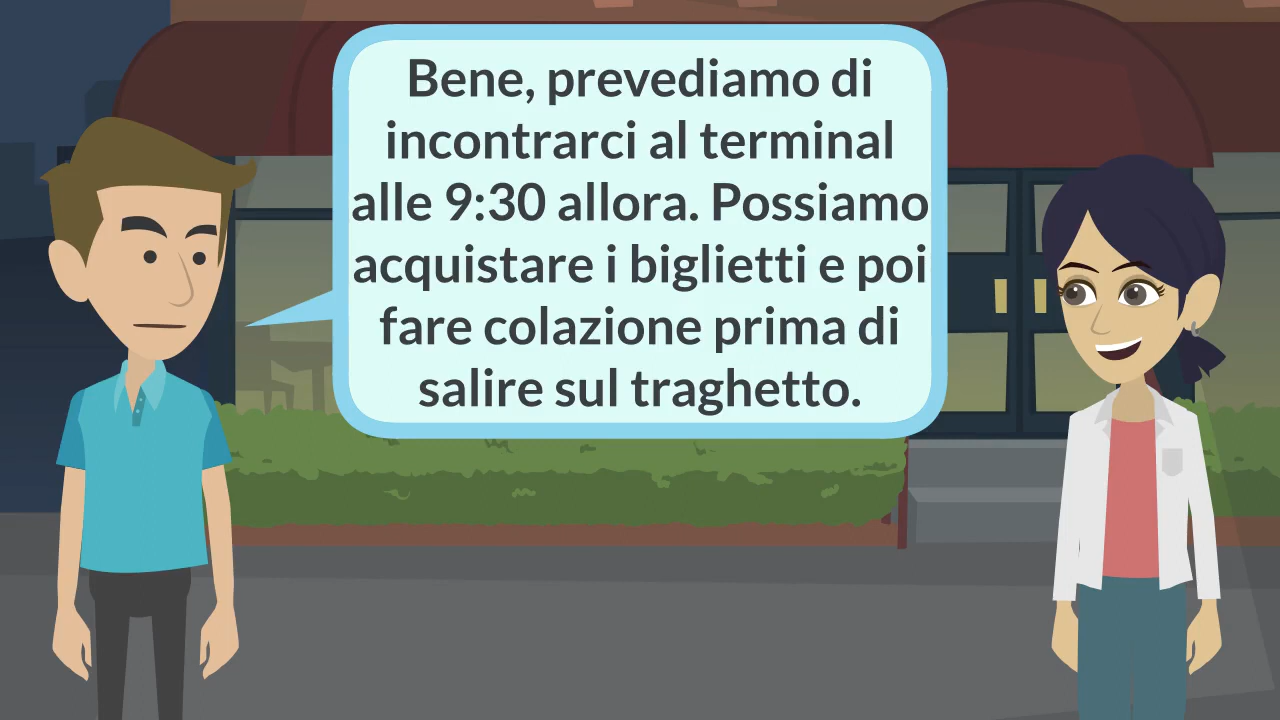 Bene, prevediamo di
incontrarci al terminal
alle 9:30 allora. Possiamo
acquistare i biglietti e poi
fare colazione prima di
salire sul traghetto.